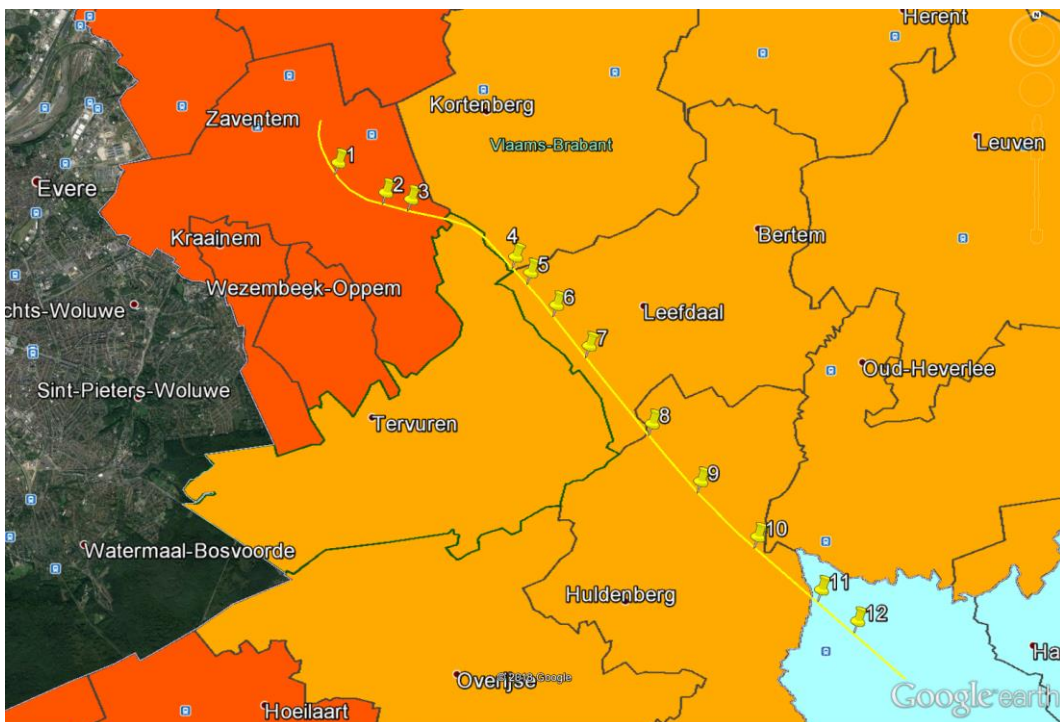 Herent
Kortenberg
Zaventem
Vlaams-Brabant
Leuven
1
Evere
2
3
Kraainem
4
Bertem
5
Wezembeek-Oppem
6
chts-Woluwe
Leefdaal
7
Oud-Heverlee
Sint-Pieters-Woluwe
8
Tervuren
9
10
Watermaal-Bosvoorde
11
Huldenberg
12
Ha
Overijse
Google earth
Hoeilaart
N